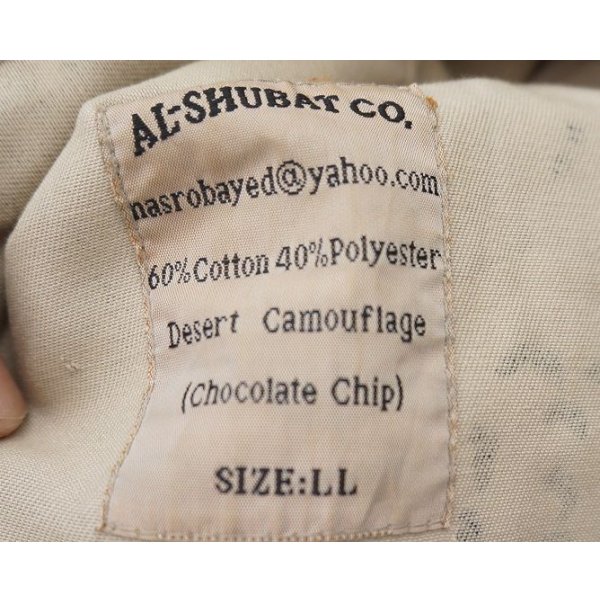 AL-SHUBAT CO.
nasrobayed@yahoo.com
60%Cotton 40%Polyester
Desert Camouflage
(Chocolate Chip)
SIZE:LL